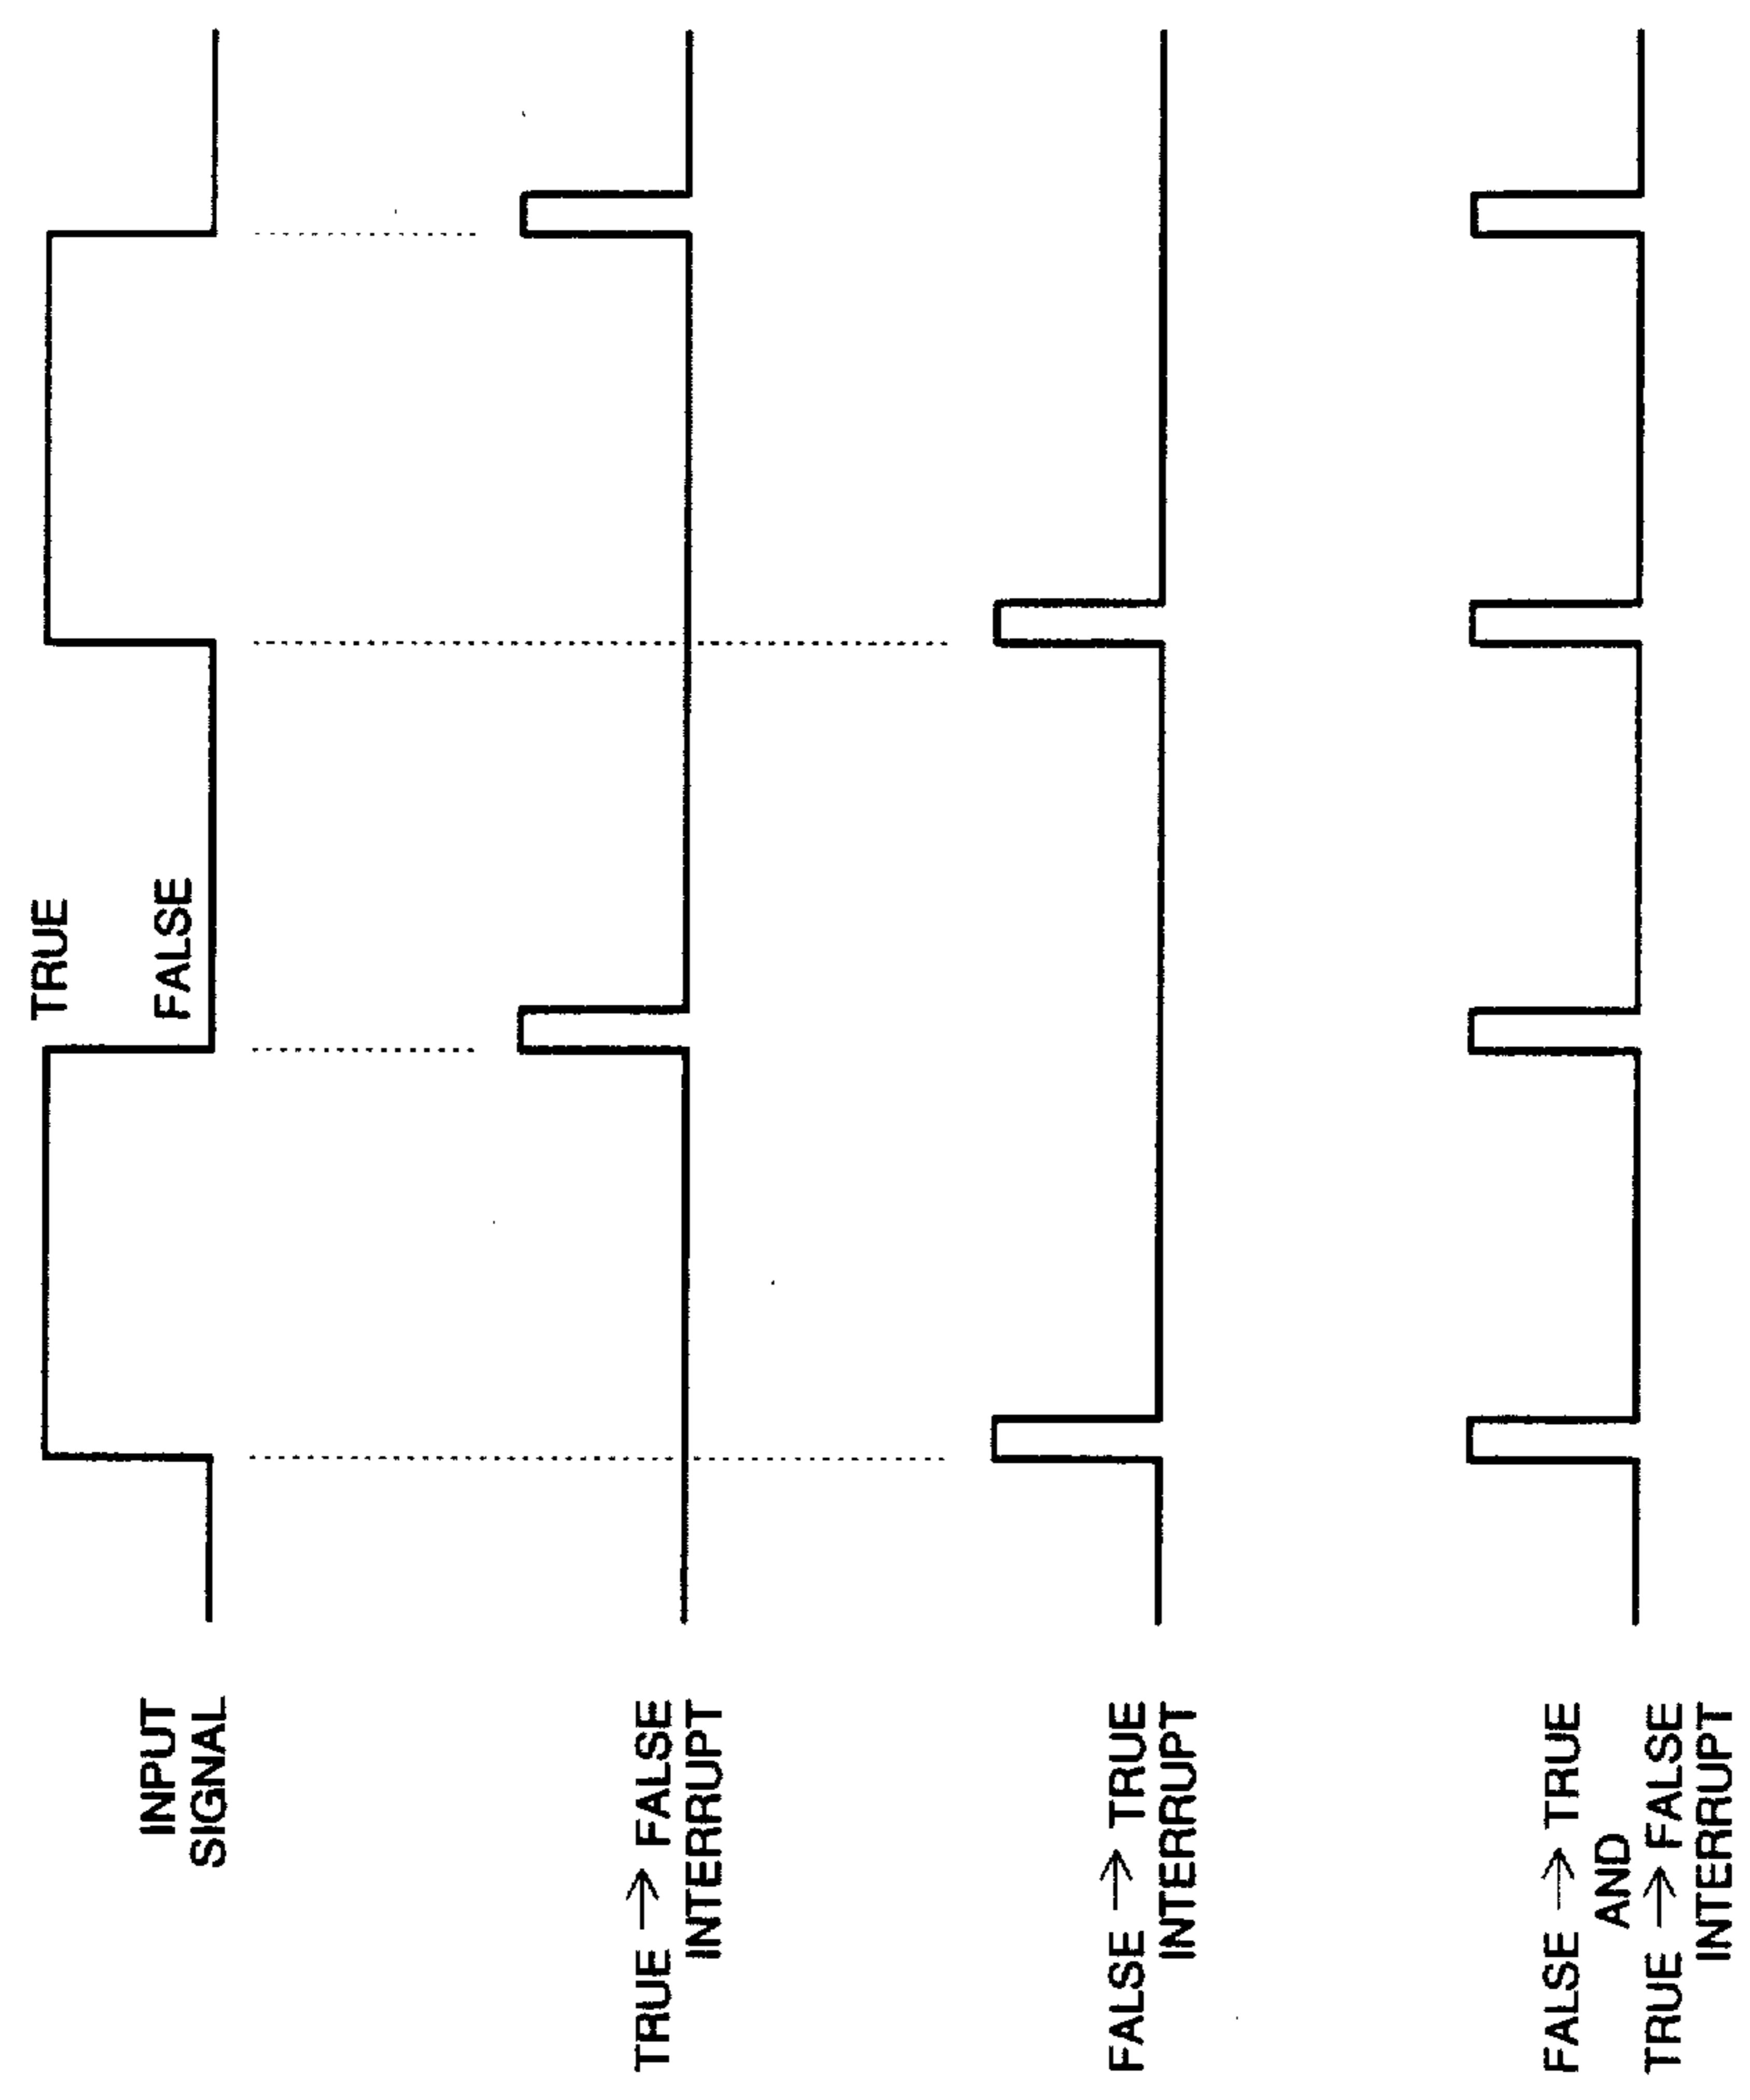 TRUE
FALSE
INPUT
SIGNAL
TRUE → FALSE
INTERRUPT
FALSE → TRUE
INTERRUPT
FALSE → TRUE
AND
TRUE → FALSE
INTERRUPT